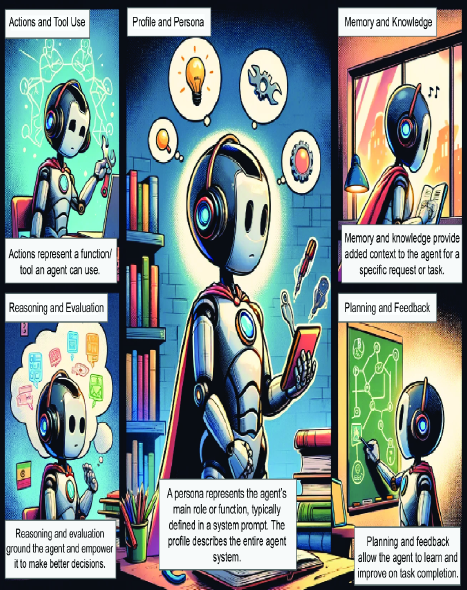 Actions and Tool Use
Actions represent a function/
tool an agent can use.
Profile and Persona
A persona represents the agent's
main role or function, typically
defined in a system prompt. The
profile describes the entire agent
system.
Memory and Knowledge
Memory and knowledge provide
added context to the agent for a
specific request or task.
Reasoning and Evaluation
Reasoning and evaluation
ground the agent and empower
it to make better decisions.
Planning and Feedback
Planning and feedback
allow the agent to learn and
improve on task completion.